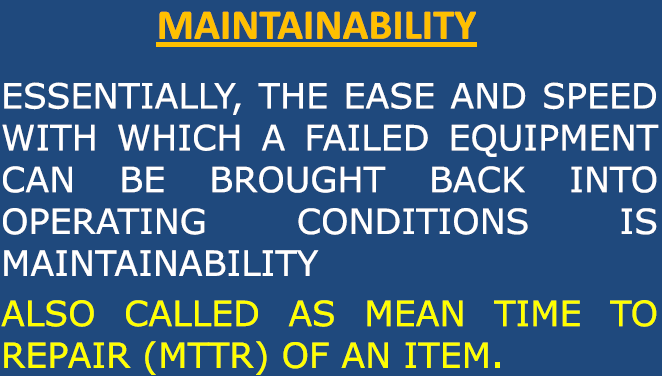 MAINTAINABILITY
ESSENTIALLY, THE EASE AND SPEED
WITH WHICH A FAILED EQUIPMENT
CAN BE BROUGHT BACK INTO
OPERATING CONDITIONS IS
MAINTAINABILITY
ALSO CALLED AS MEAN TIME TO
REPAIR (MTTR) OF AN ITEM.